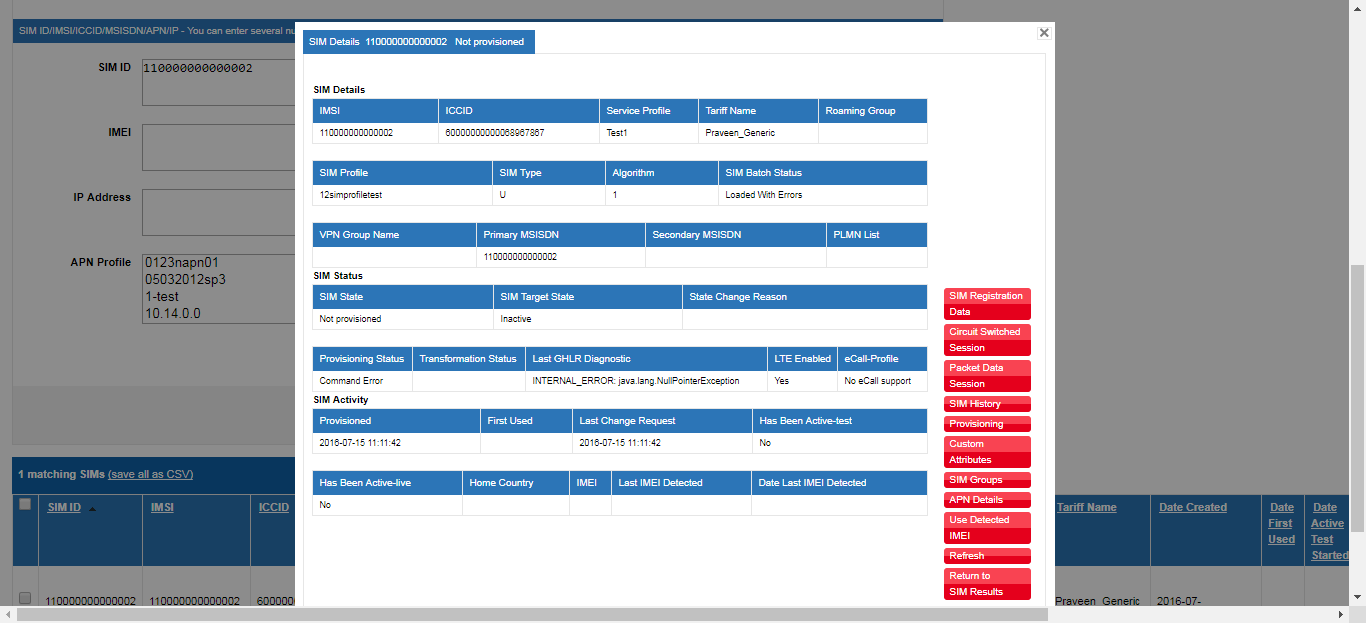 SIM ID/IMSI/ICCID/MSISDN/APN/IP - You can enter several nu
SIM ID
110000000000002
IMEI
IP Address
APN Profile
0123napn01
05032012sp3
1-test
10.14.0.0
SIM Details 110000000000002 Not provisioned
SIM Details
IMSI ICCID Service Profile Tariff Name Roaming Group
110000000000002 60000000000068967867 Test1 Praveen_Generic
SIM Profile SIM Type Algorithm SIM Batch Status
12simprofiletest U 1 Loaded With Errors
VPN Group Name Primary MSISDN Secondary MSISDN PLMN List
110000000000002
SIM Status
SIM State SIM Target State State Change Reason
Not provisioned Inactive
Provisioning Status Transformation Status Last GHLR Diagnostic LTE Enabled eCall-Profile
Command Error INTERNAL_ERROR: java.lang.NullPointerException Yes No eCall support
SIM Activity
Provisioned First Used Last Change Request Has Been Active-test
2016-07-15 11:11:42 2016-07-15 11:11:42 No
Has Been Active-live Home Country IMEI Last IMEI Detected Date Last IMEI Detected
No
SIM Registration
Data
Circuit Switched
Session
Packet Data
Session
SIM History
Provisioning
Custom
Attributes
SIM Groups
APN Details
Use Detected
IMEI
Refresh
Return to
SIM Results
1 matching SIMs (save all as CSV)
SIM ID IMSI ICCID Tariff Name Date Created Date
First
Used Date
Active
Test
Started
110000000000002 110000000000002 600000 Praveen_Generic 2016-07-